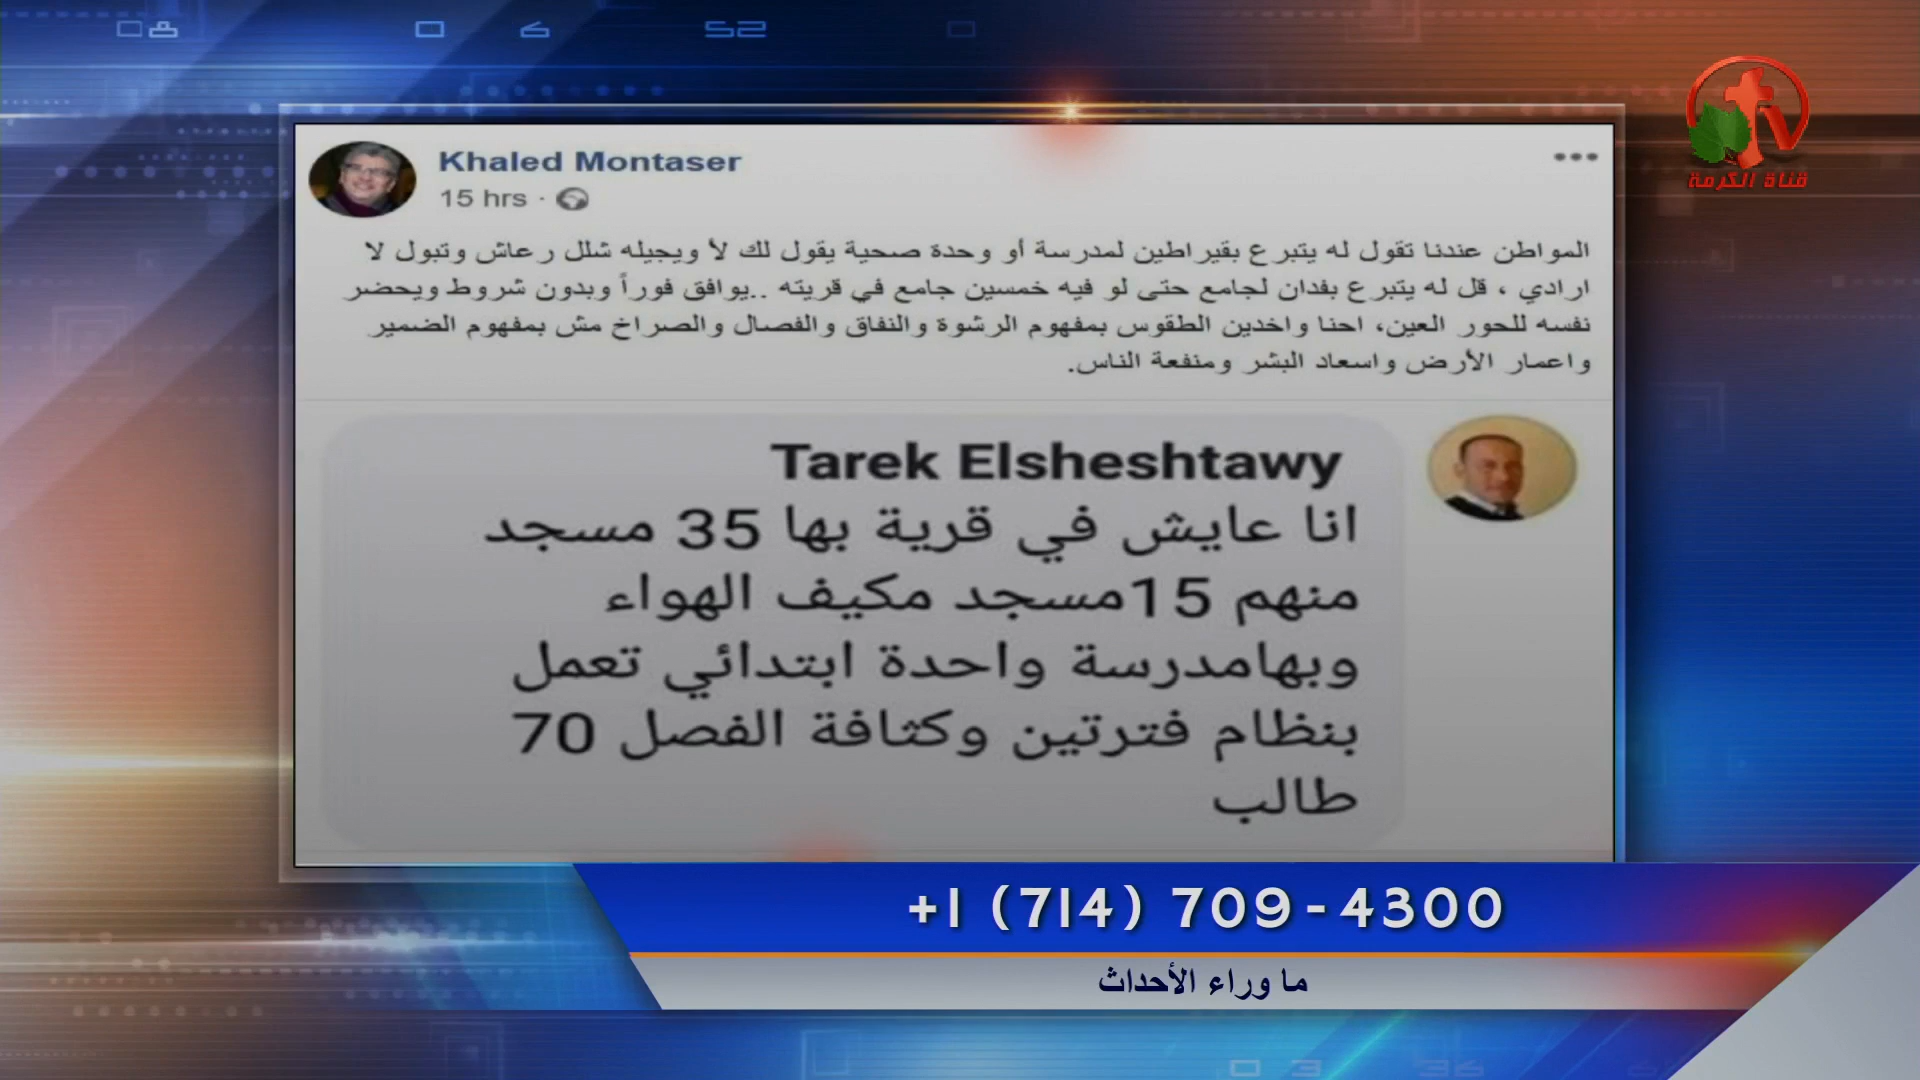 قناة الكرمة
Khaled Montaser
15 hrs ·
المواطن عندنا تقول له يتبرع بقيراطين لمدرسة أو وحدة صحية يقول لك لأ ويجيله شلل رعاش وتبول لا
ارادي ، قل له يتبرع بفدان لجامع حتى لو فيه خمسين جامع في قريته ..يوافق فوراً وبدون شروط ويحضر
نفسه للحور العين، احنا واخدين الطقوس بمفهوم الرشوة والنفاق والفصال والصراخ مش بمفهوم الضمير
واعمار الأرض واسعاد البشر ومنفعة الناس.
Tarek Elsheshtawy
انا عايش في قرية بها 35 مسجد
منهم 15مسجد مكيف الهواء
وبهامدرسة واحدة ابتدائي تعمل
بنظام فترتين وكثافة الفصل 70
طالب
+1 (714) 709-4300
ما وراء الأحداث